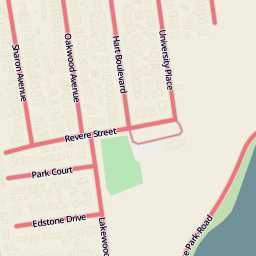 Sharon Avenue
Oakwood Avenue
Hart Boulevard
University Place
Revere Street
Park Court
Edstone Drive
Lakewood
Park Road